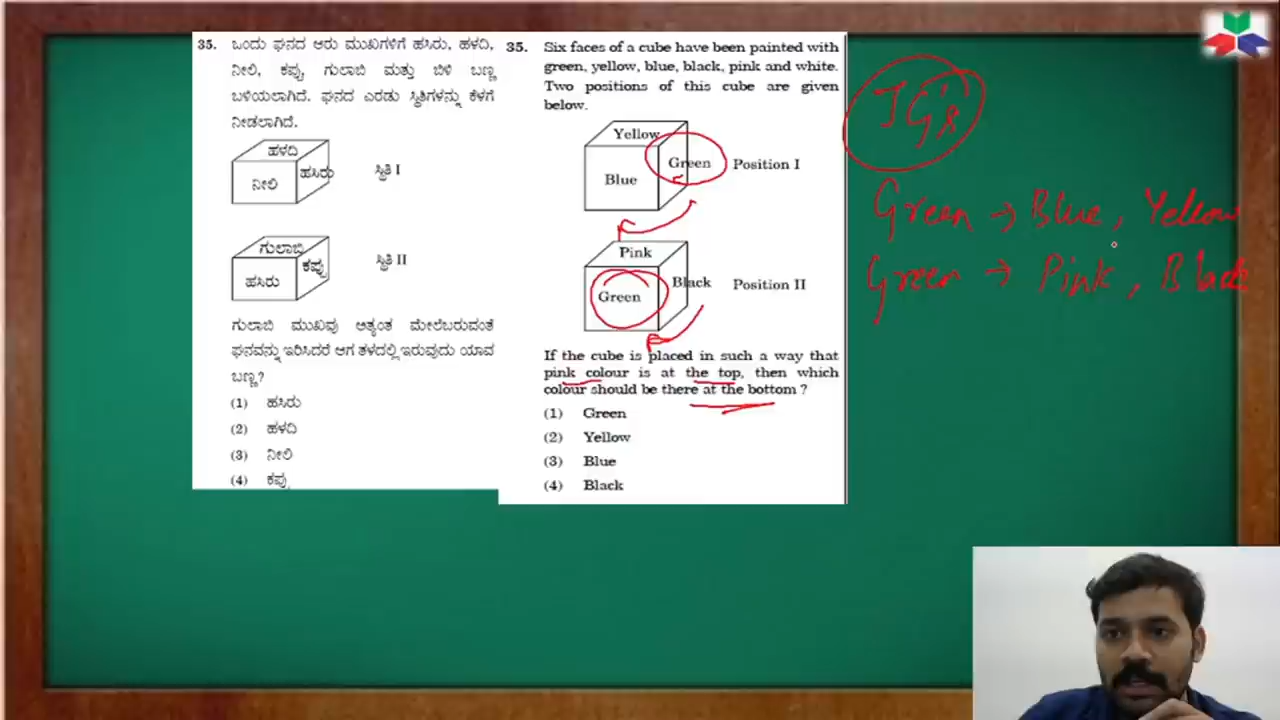 35. ಒಂದು ಘನದ ಆರು ಮುಖಗಳಿಗೆ ಹಸಿರು, ಹಳದಿ,
ನೀಲಿ, ಕಪ್ಪು, ಗುಲಾಬಿ ಮತ್ತು ಬಿಳಿ ಬಣ್ಣ
ಬಳಿಯಲಾಗಿದೆ. ಘನದ ಎರಡು ಸ್ಥಿತಿಗಳನ್ನು ಕೆಳಗೆ
ನೀಡಲಾಗಿದೆ.
ಹಳದಿ
ಹಸಿರು
ನೀಲಿ
ಸ್ಥಿತಿ I
ಗುಲಾಬಿ
ಕಪ್ಪು
ಹಸಿರು
ಸ್ಥಿತಿ II
ಗುಲಾಬಿ ಮುಖವು ಅತ್ಯಂತ ಮೇಲೆಬರುವಂತೆ
ಘನವನ್ನು ಇರಿಸಿದರೆ ಆಗ ತಳದಲ್ಲಿ ಇರುವುದು ಯಾವ
ಬಣ್ಣ?
(1) ಹಸಿರು
(2) ಹಳದಿ
(3) ನೀಲಿ
(4) ಕಪ್ಪು
35. Six faces of a cube have been painted with
green, yellow, blue, black, pink and white.
Two positions of this cube are given
below.
Yellow
Green
Blue
Position I
Pink
Black
Green
Position II
If the cube is placed in such a way that
pink colour is at the top, then which
colour should be there at the bottom ?
(1) Green
(2) Yellow
(3) Blue
(4) Black
Green → Blue, Yellow
Green → Pink, Black